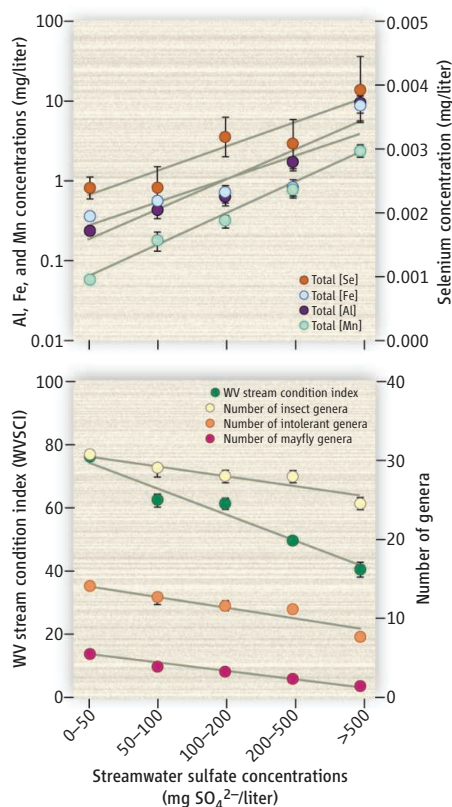 Al, Fe, and Mn concentrations (mg/liter)
100
10
1
0.1
0.01
0.005
0.004
0.003
0.002
0.001
0.000
Selenium concentration (mg/liter)
Total [Se]
Total [Fe]
Total [Al]
Total [Mn]
WV stream condition index (WVSCI)
100
80
60
40
20
0
40
30
20
10
0
Number of genera
WV stream condition index
Number of insect genera
Number of intolerant genera
Number of mayfly genera
0–50
50–100
100–200
200–500
>500
Streamwater sulfate concentrations
(mg SO₄²⁻/liter)